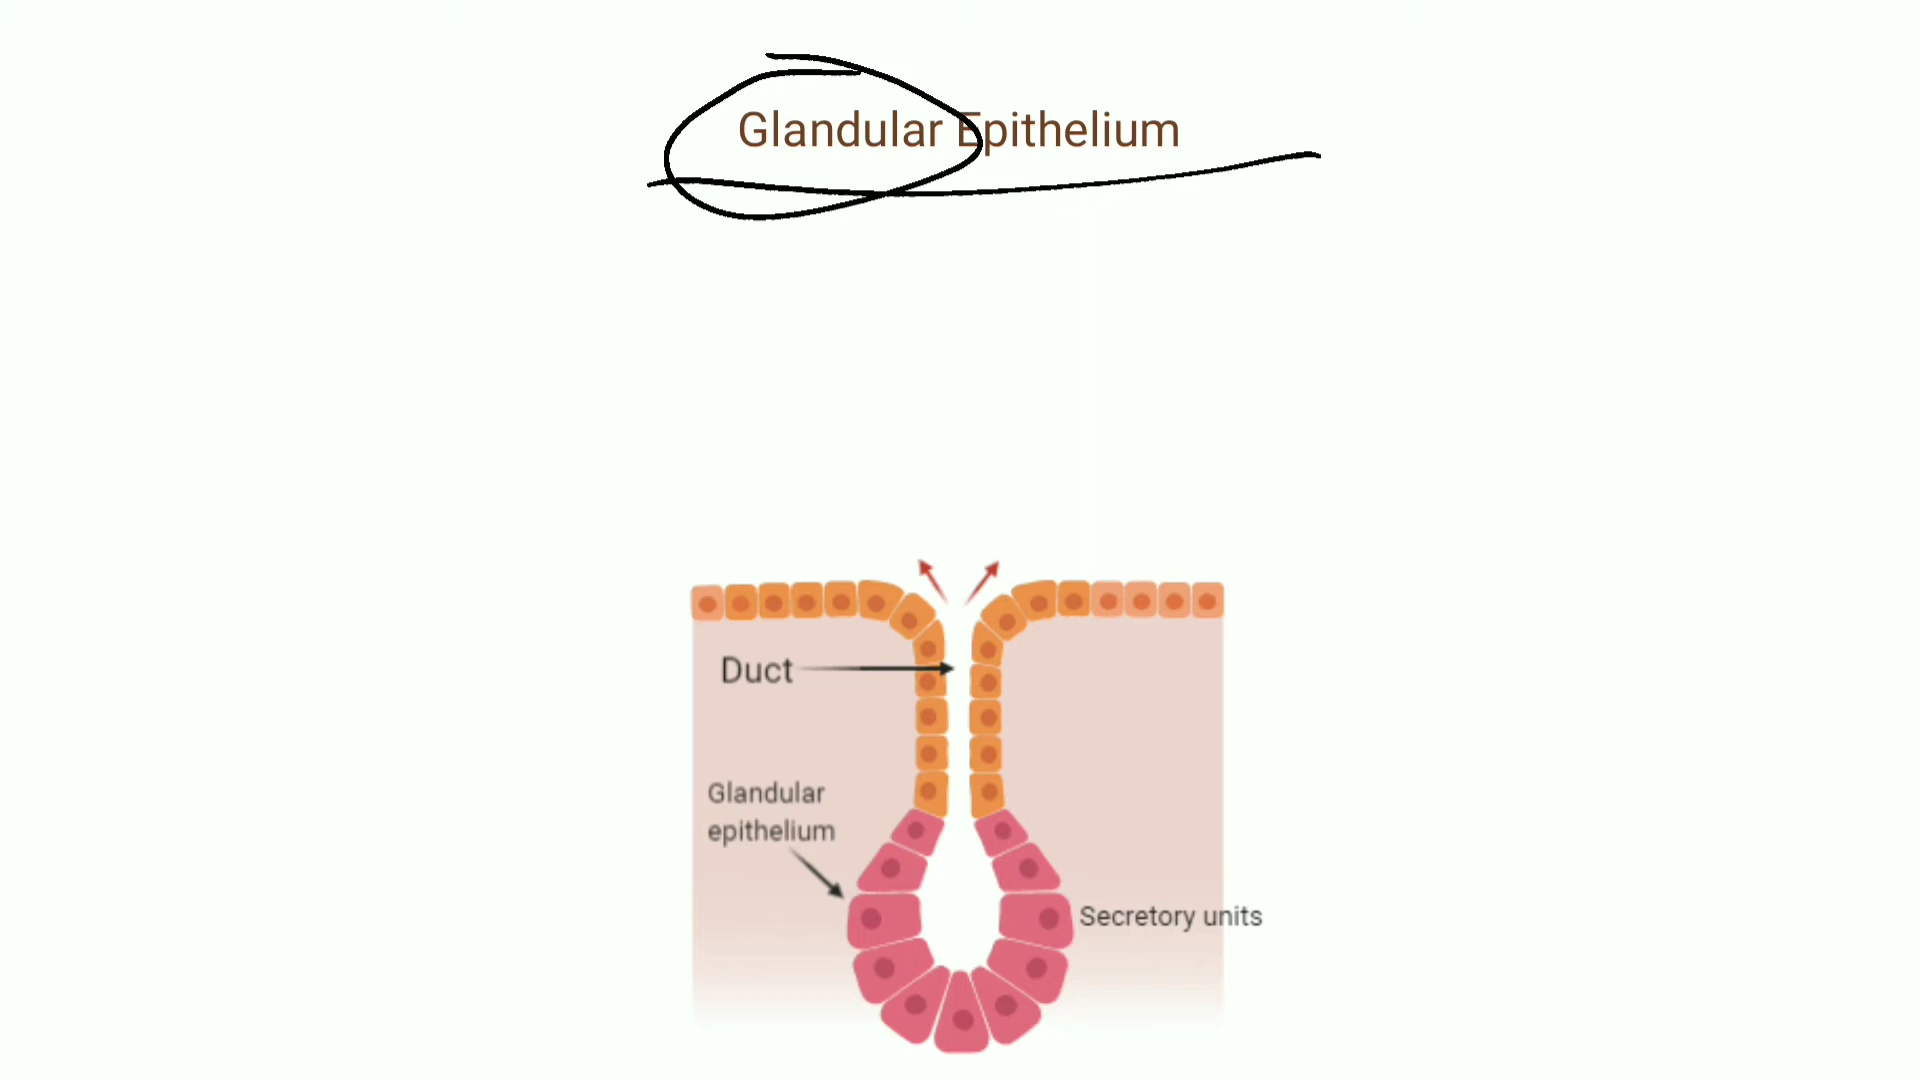 Glandular Epithelium
Duct
Glandular
epithelium
Secretory units